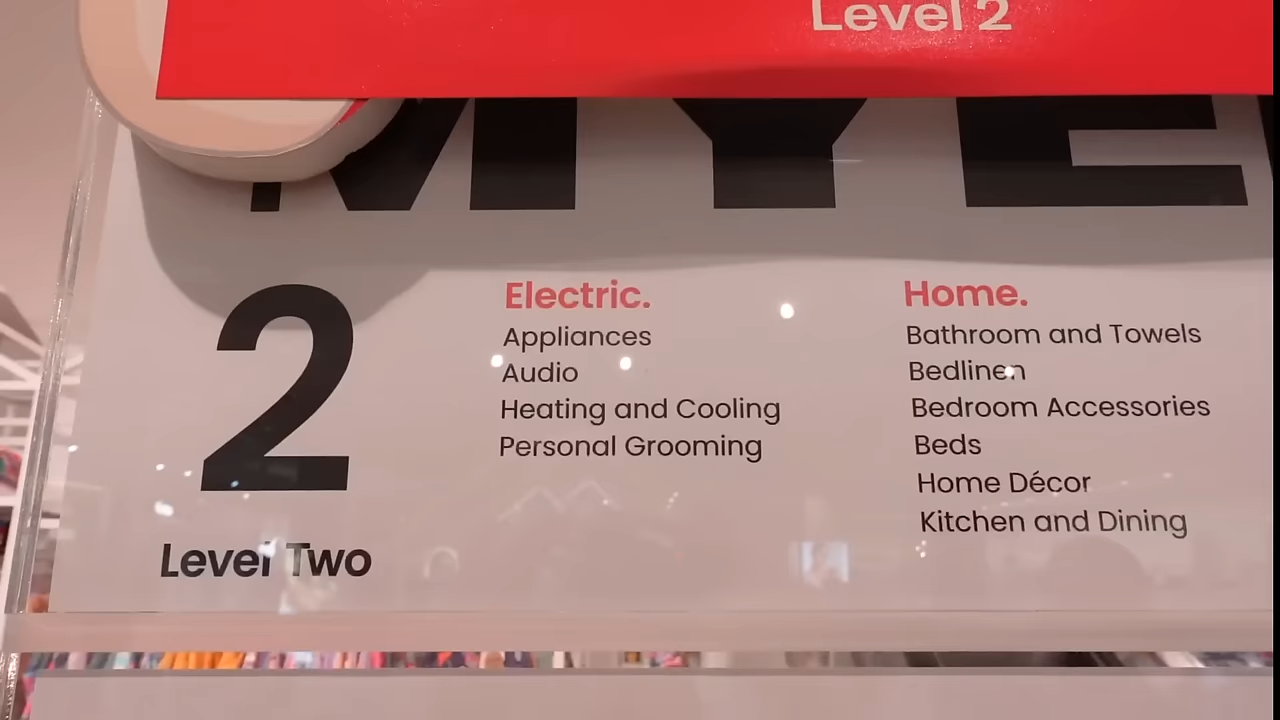 Level 2
MYE
2
Level Two
Electric.
Appliances
Audio
Heating and Cooling
Personal Grooming
Home.
Bathroom and Towels
Bedlinen
Bedroom Accessories
Beds
Home Décor
Kitchen and Dining